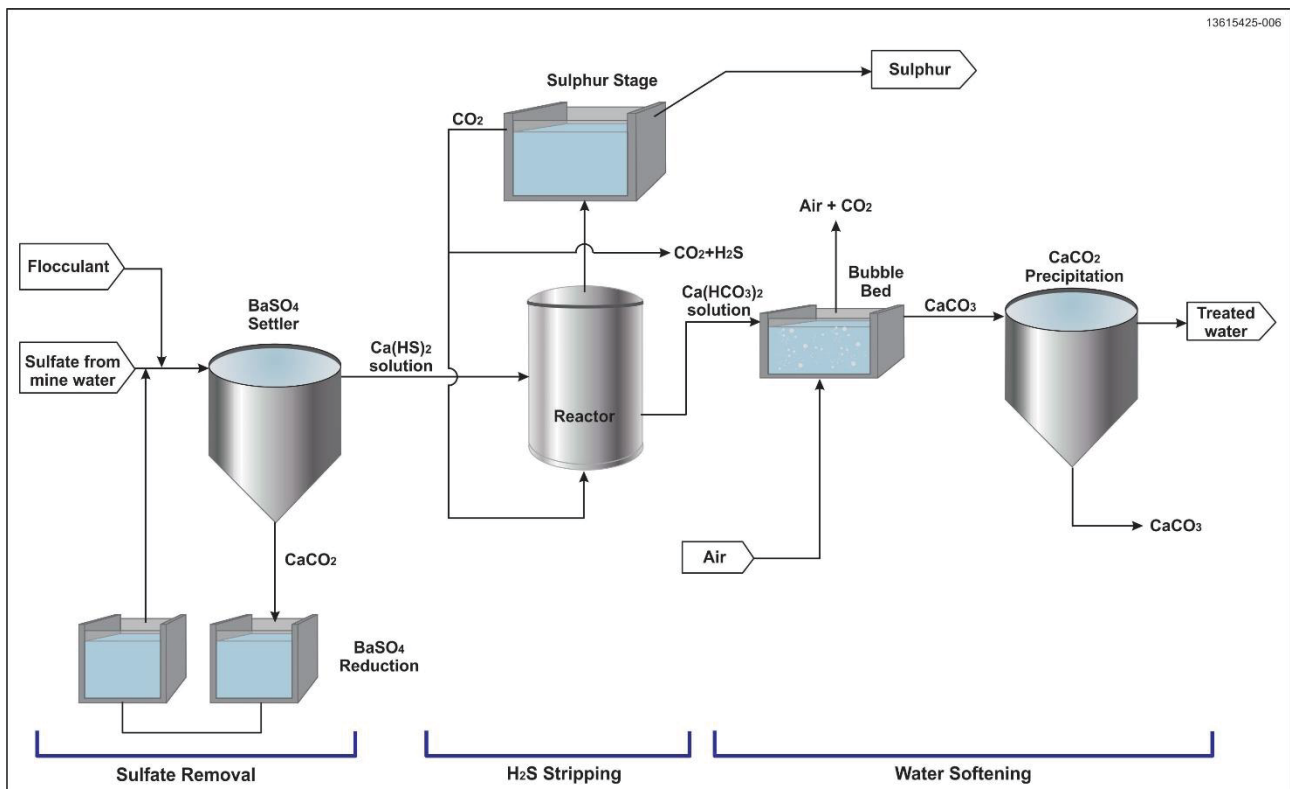 13615425-006
Sulphur Stage
Sulphur
CO₂
Air + CO₂
Flocculant
CO₂+H₂S
CaCO₂
Precipitation
Bubble
Bed
BaSO₄
Settler
Ca(HCO₃)₂
solution
CaCO₃
Treated
water
Sulfate from
mine water
Ca(HS)₂
solution
Reactor
CaCO₃
Air
CaCO₂
BaSO₄
Reduction
Sulfate Removal
H₂S Stripping
Water Softening